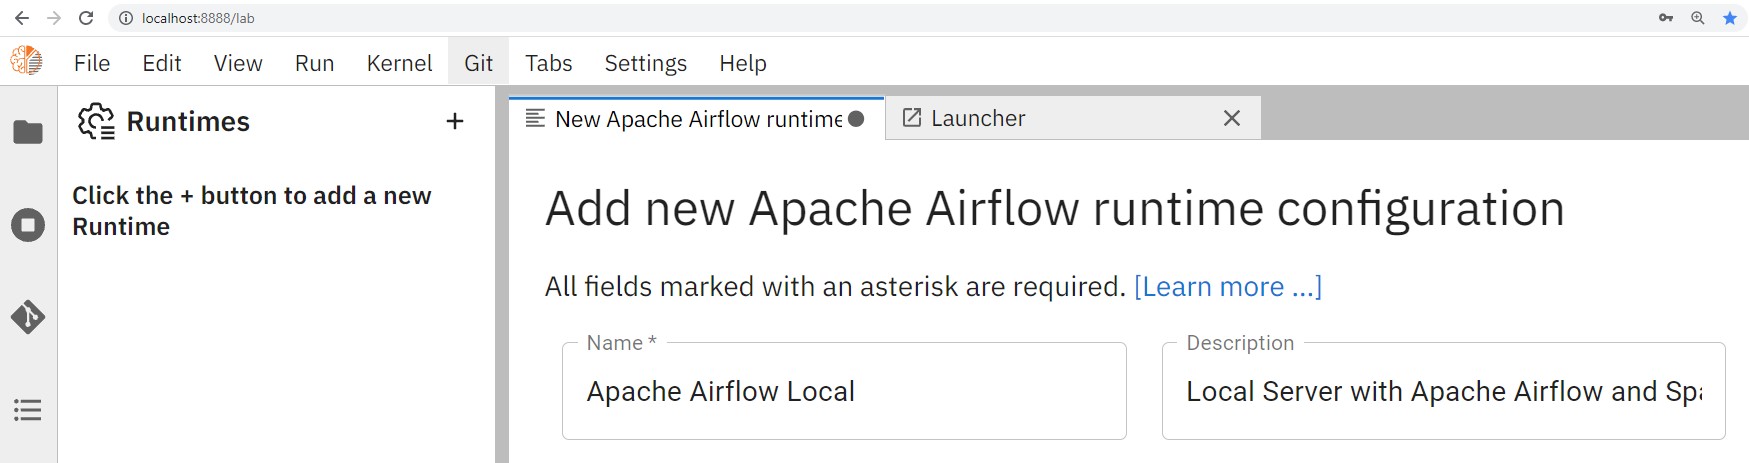 localhost:8888/lab
File Edit View Run Kernel Git Tabs Settings Help
Runtimes +
New Apache Airflow runtime Launcher
Click the + button to add a new
Runtime
Add new Apache Airflow runtime configuration
All fields marked with an asterisk are required. [Learn more ...]
Name * Description
Apache Airflow Local Local Server with Apache Airflow and